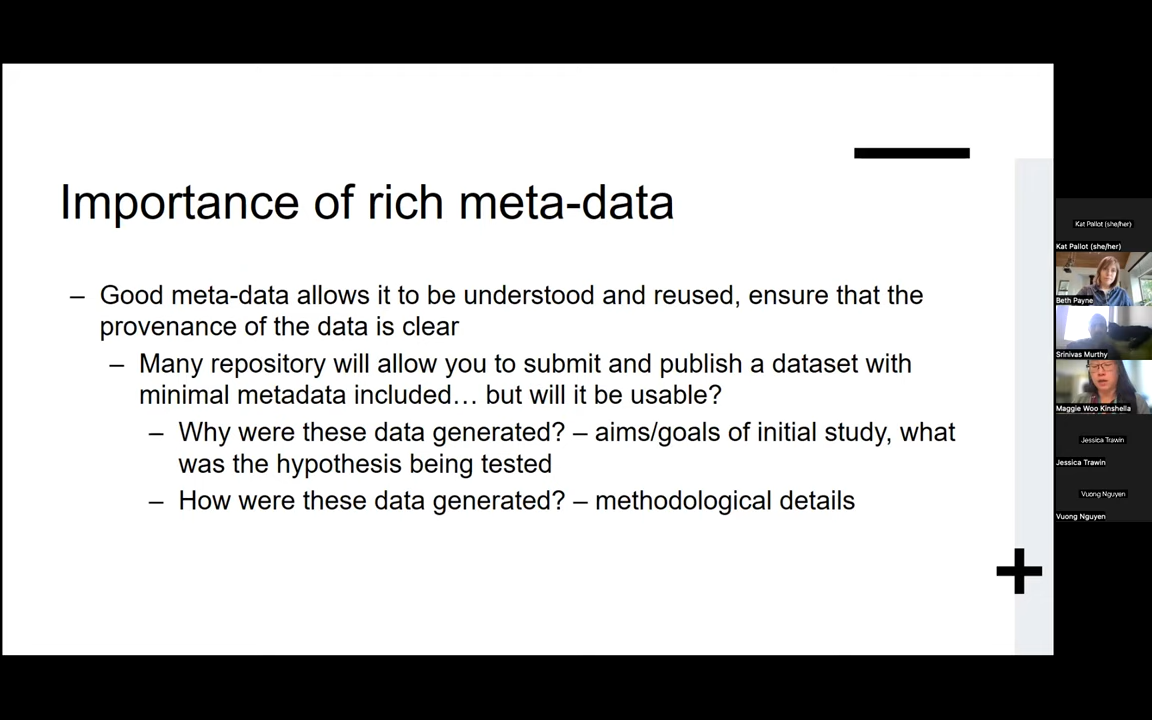 Importance of rich meta-data
– Good meta-data allows it to be understood and reused, ensure that the
provenance of the data is clear
– Many repository will allow you to submit and publish a dataset with
minimal metadata included… but will it be usable?
– Why were these data generated? – aims/goals of initial study, what
was the hypothesis being tested
– How were these data generated? – methodological details
Kat Pallot (she/her)
Kat Pallot (she/her)
Beth Payne
Srinivas Murthy
Maggie Woo Kinshella
Jessica Trawin
Jessica Trawin
Vuong Nguyen
Vuong Nguyen